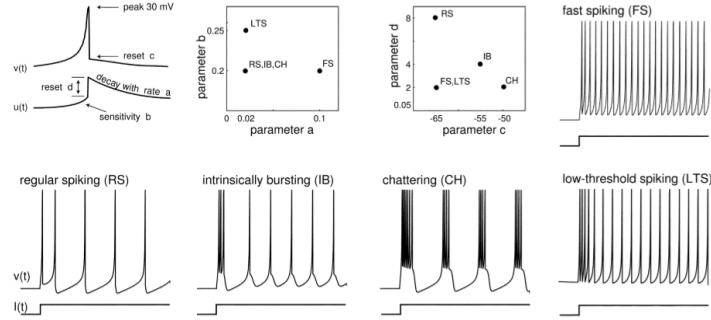 peak 30 mV
reset c
v(t)
reset d
decay with rate a
u(t)
sensitivity b
parameter b
0.25
0.2
LTS
RS,IB,CH
FS
0
0.02
0.1
parameter a
parameter d
8
4
2
0.05
RS
IB
FS,LTS
CH
-65
-55
-50
parameter c
fast spiking (FS)
regular spiking (RS)
intrinsically bursting (IB)
chattering (CH)
low-threshold spiking (LTS)
v(t)
I(t)